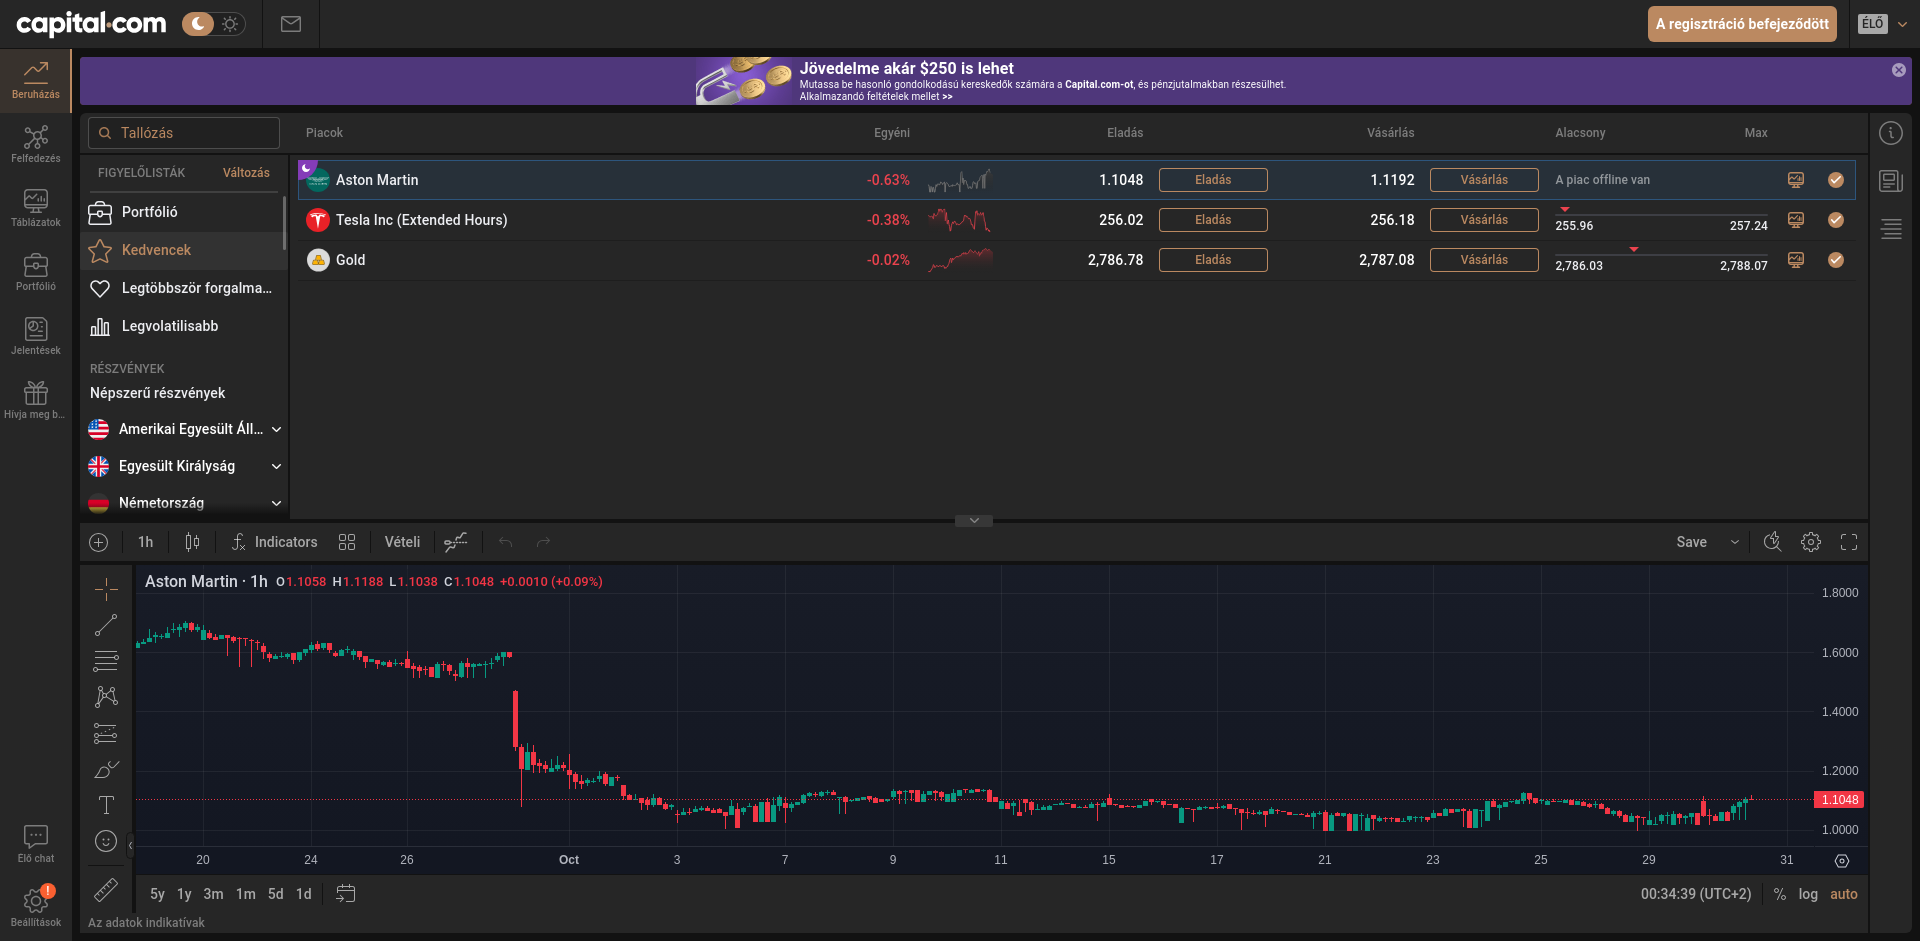 capital.com
A regisztráció befejeződött
ÉLŐ
Beruházás
Felfedezés
Táblázatok
Portfólió
Jelentések
Hívja meg b...
Elő chat
!
Beállítások
Jövedelme akár $250 is lehet
Mutassa be hasonló gondolkodású kereskedők számára a Capital.com-ot, és pénzjutalmakban részesülhet.
Alkalmazandó feltételek mellet >>
Tallózás
FIGYELŐLISTÁK Változás
Portfólió
Kedvencek
Legtöbbször forgalma...
Legvolatilisabb
RÉSZVÉNYEK
Népszerű részvények
Amerikai Egyesült Áll...
Egyesült Királyság
Németország
Piacok Egyéni Eladás Vásárlás Alacsony Max
Aston Martin -0.63% 1.1048 Eladás 1.1192 Vásárlás A piac offline van
Tesla Inc (Extended Hours) -0.38% 256.02 Eladás 256.18 Vásárlás 255.96 257.24
Gold -0.02% 2,786.78 Eladás 2,787.08 Vásárlás 2,786.03 2,788.07
1h Indicators Vételi Save
Aston Martin · 1h O1.1058 H1.1188 L1.1038 C1.1048 +0.0010 (+0.09%)
1.8000
1.6000
1.4000
1.2000
1.1048
1.0000
20 24 26 Oct 3 7 9 11 15 17 21 23 25 29 31
5y 1y 3m 1m 5d 1d 00:34:39 (UTC+2) % log auto
Az adatok indikatívak